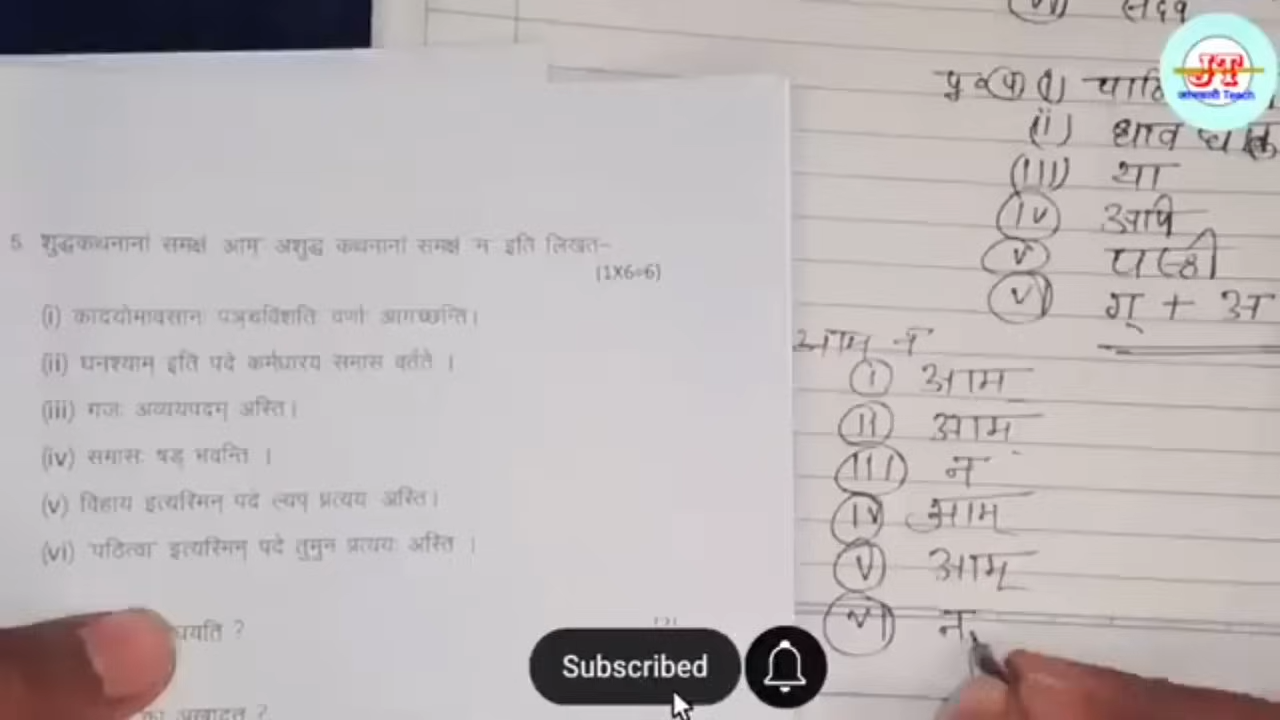 5. शुद्धकथनानां समक्षं आम् अशुद्ध कथनानां समक्षं न इति लिखत–
(1X6=6)
(i) कादयोमावसानः पञ्चविंशति वर्णाः आगच्छन्ति।
(ii) घनश्याम् इति पदे कर्मधारय समास वर्तते ।
(iii) गजः अव्ययपदम् अस्ति।
(iv) समासः षड् भवन्ति ।
(v) विहाय इत्यस्मिन् पदे ल्यप् प्रत्यय अस्ति।
(vi) 'पठित्वा' इत्यस्मिन् पदे तुमुन प्रत्ययः अस्ति ।
(i)
(ii)
(iii) या
(iv) अपि
(v) षष्ठी
(v) ग् + अ
आम् न
(i) आम
(ii) आम्
(iii) न
(iv) आम्
(v) आम्
(vi) न
JT
Teach
Subscribed